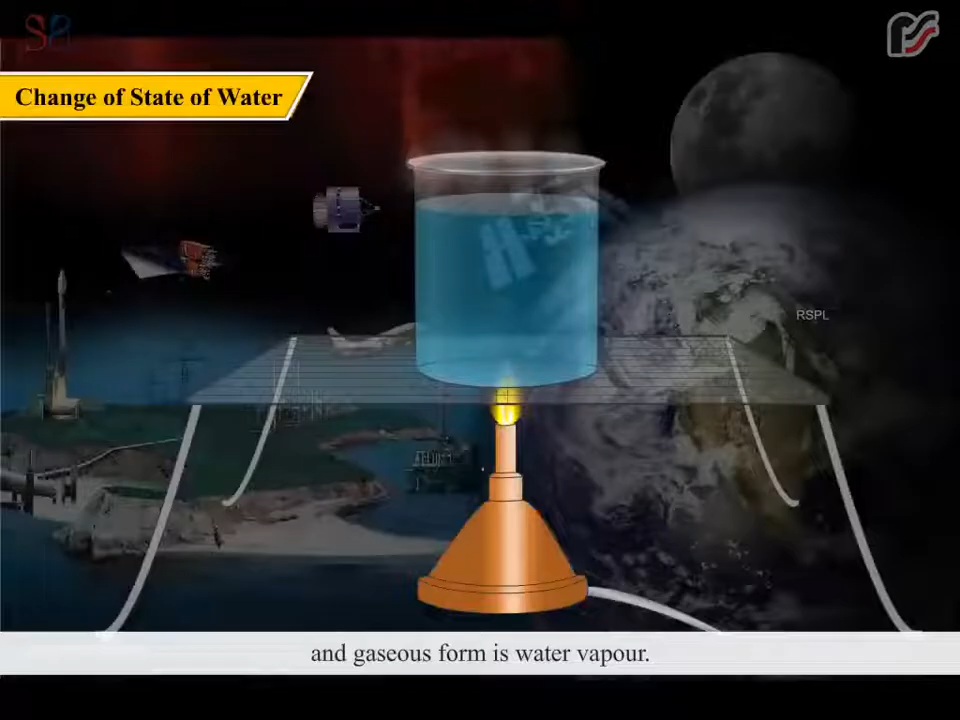 Change of State of Water
RSPL
and gaseous form is water vapour.